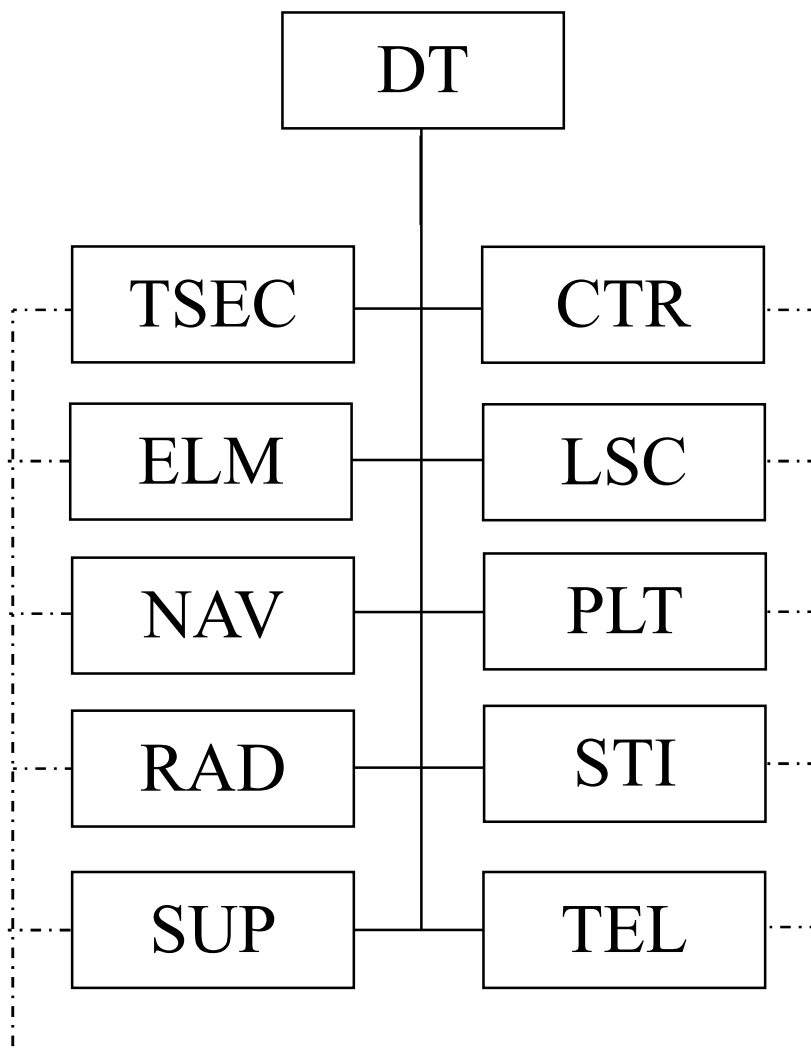 DT
TSEC
CTR
ELM
LSC
NAV
PLT
RAD
STI
SUP
TEL